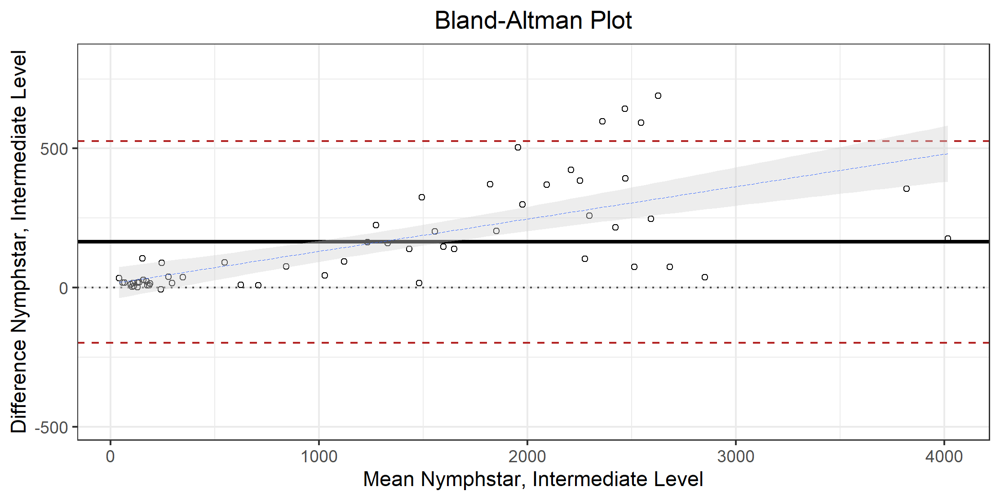 Bland-Altman Plot
Difference Nymphstar, Intermediate Level
500
0
-500
0 1000 2000 3000 4000
Mean Nymphstar, Intermediate Level